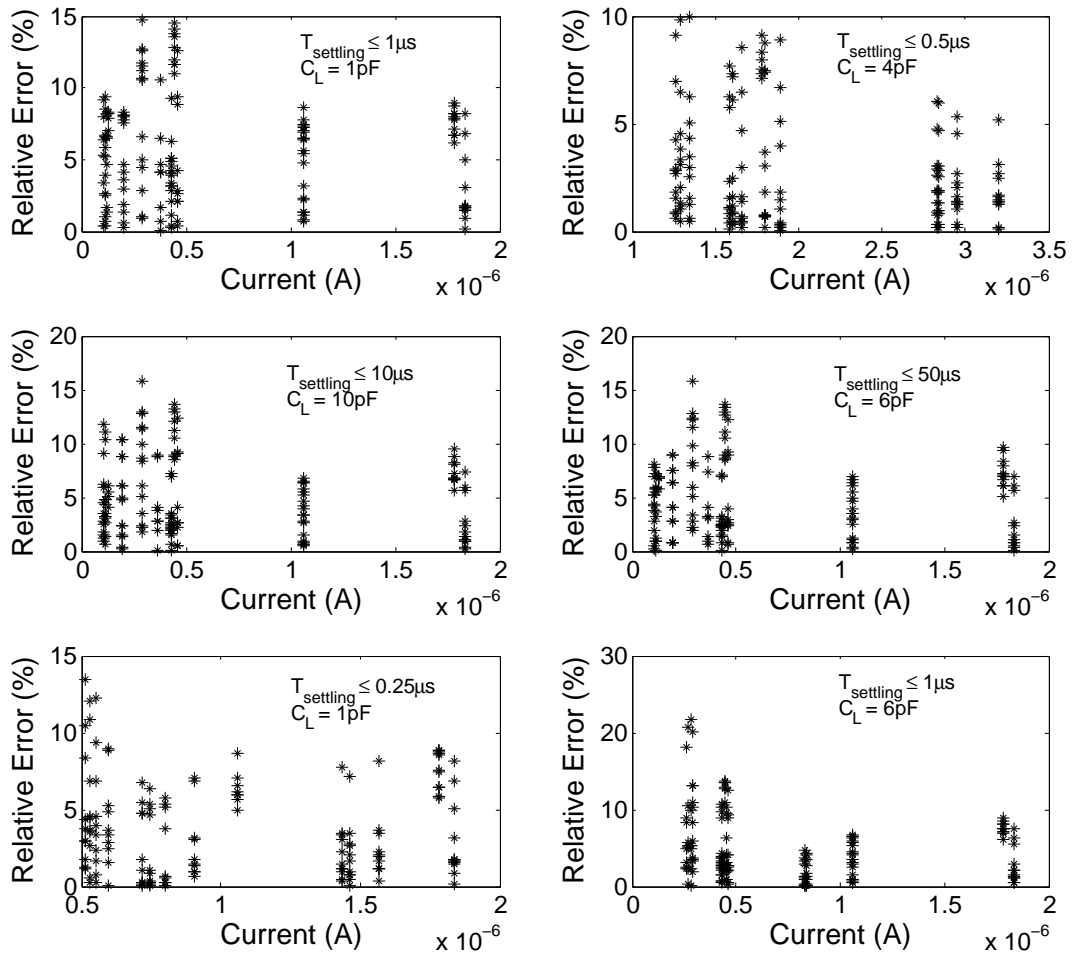 15
10
5
0
Relative Error (%)
T_settling ≤ 1μs
C_L = 1pF
0 0.5 1 1.5 2
Current (A)
x 10^-6
10
8
6
4
2
0
Relative Error (%)
T_settling ≤ 0.5μs
C_L = 4pF
1 1.5 2 2.5 3 3.5
Current (A)
x 10^-6
20
15
10
5
0
Relative Error (%)
T_settling ≤ 10μs
C_L = 10pF
0 0.5 1 1.5 2
Current (A)
x 10^-6
20
15
10
5
0
Relative Error (%)
T_settling ≤ 50μs
C_L = 6pF
0 0.5 1 1.5 2
Current (A)
x 10^-6
15
10
5
0
Relative Error (%)
T_settling ≤ 0.25μs
C_L = 1pF
0.5 1 1.5 2
Current (A)
x 10^-6
30
20
10
0
Relative Error (%)
T_settling ≤ 1μs
C_L = 6pF
0 0.5 1 1.5 2
Current (A)
x 10^-6